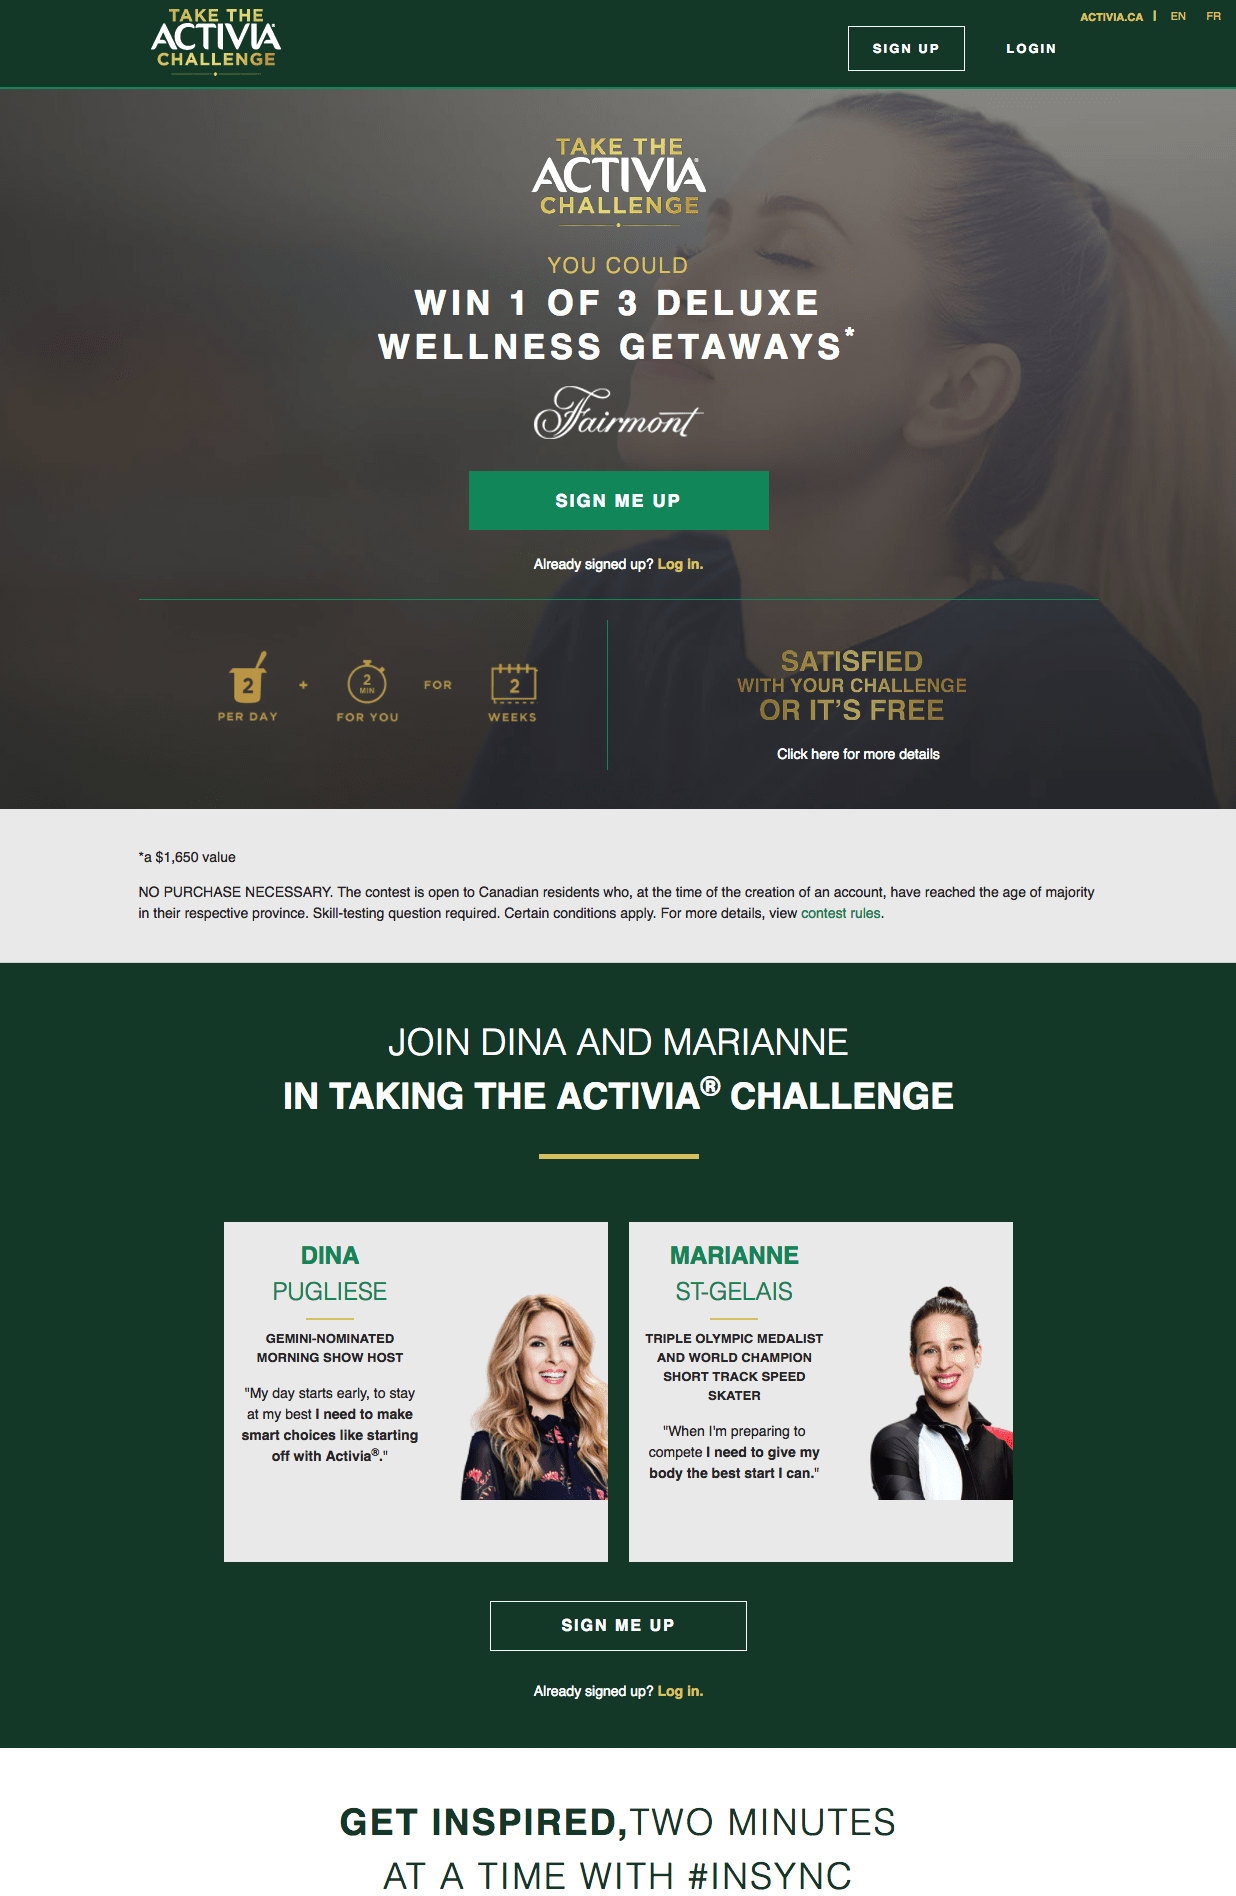 TAKE THE
ACTIVIA
CHALLENGE
ACTIVIA.CA | EN FR
SIGN UP LOGIN
TAKE THE
ACTIVIA
CHALLENGE
YOU COULD
WIN 1 OF 3 DELUXE
WELLNESS GETAWAYS*
Fairmont
SIGN ME UP
Already signed up? Log in.
2
PER DAY
+
2
MIN
FOR YOU
FOR
2
WEEKS
SATISFIED
WITH YOUR CHALLENGE
OR IT'S FREE
Click here for more details
*a $1,650 value
NO PURCHASE NECESSARY. The contest is open to Canadian residents who, at the time of the creation of an account, have reached the age of majority
in their respective province. Skill-testing question required. Certain conditions apply. For more details, view contest rules.
JOIN DINA AND MARIANNE
IN TAKING THE ACTIVIA® CHALLENGE
DINA
PUGLIESE
GEMINI-NOMINATED
MORNING SHOW HOST
"My day starts early, to stay
at my best I need to make
smart choices like starting
off with Activia®."
MARIANNE
ST-GELAIS
TRIPLE OLYMPIC MEDALIST
AND WORLD CHAMPION
SHORT TRACK SPEED
SKATER
"When I'm preparing to
compete I need to give my
body the best start I can."
SIGN ME UP
Already signed up? Log in.
GET INSPIRED,TWO MINUTES
AT A TIME WITH #INSYNC